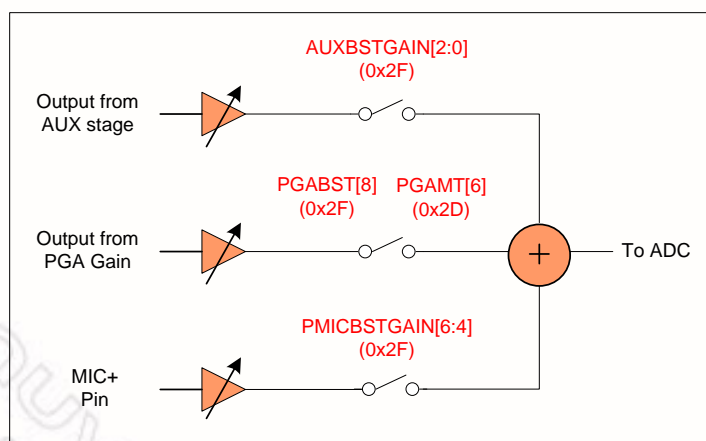 AUXBSTGAIN[2:0]
(0x2F)
Output from
AUX stage
PGABST[8] PGAMT[6]
(0x2F) (0x2D)
Output from
PGA Gain
+
To ADC
PMICBSTGAIN[6:4]
(0x2F)
MIC+
Pin